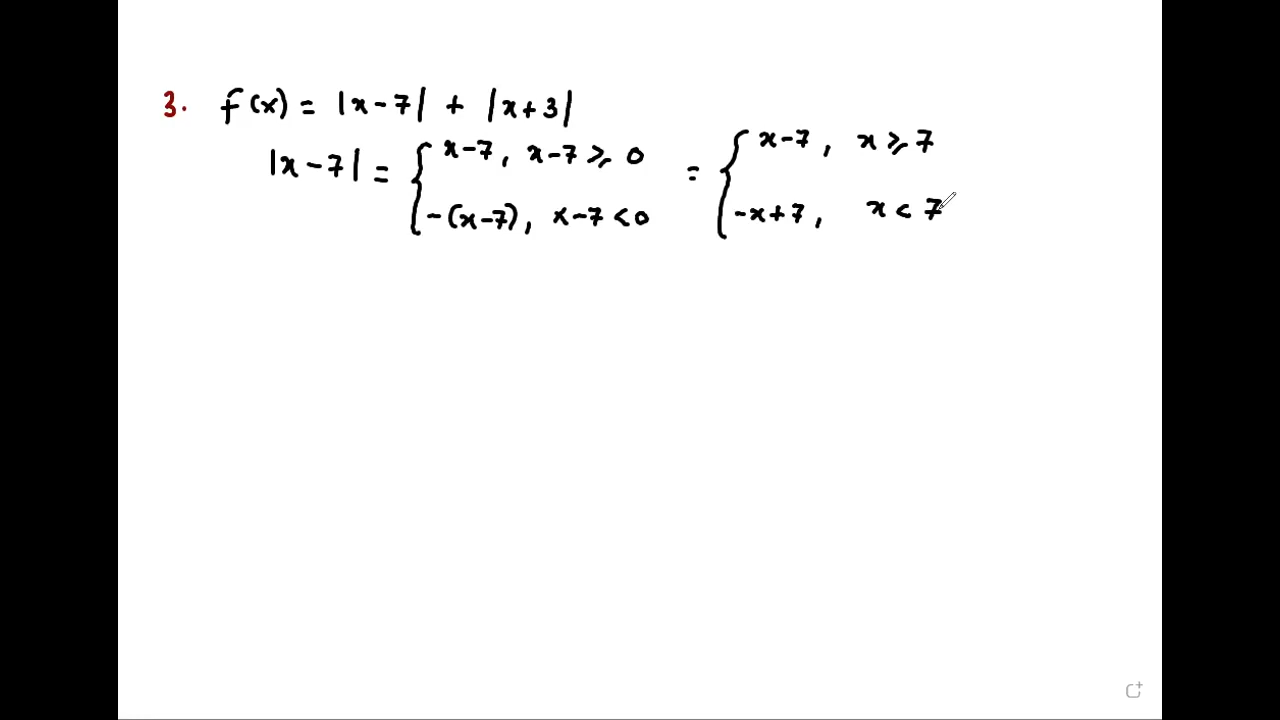 3. f(x) = |x-7| + |x+3|
|x-7| = { x-7, x-7 ⩾ 0 = { x-7, x ⩾ 7
-(x-7), x-7 < 0 -x+7, x < 7